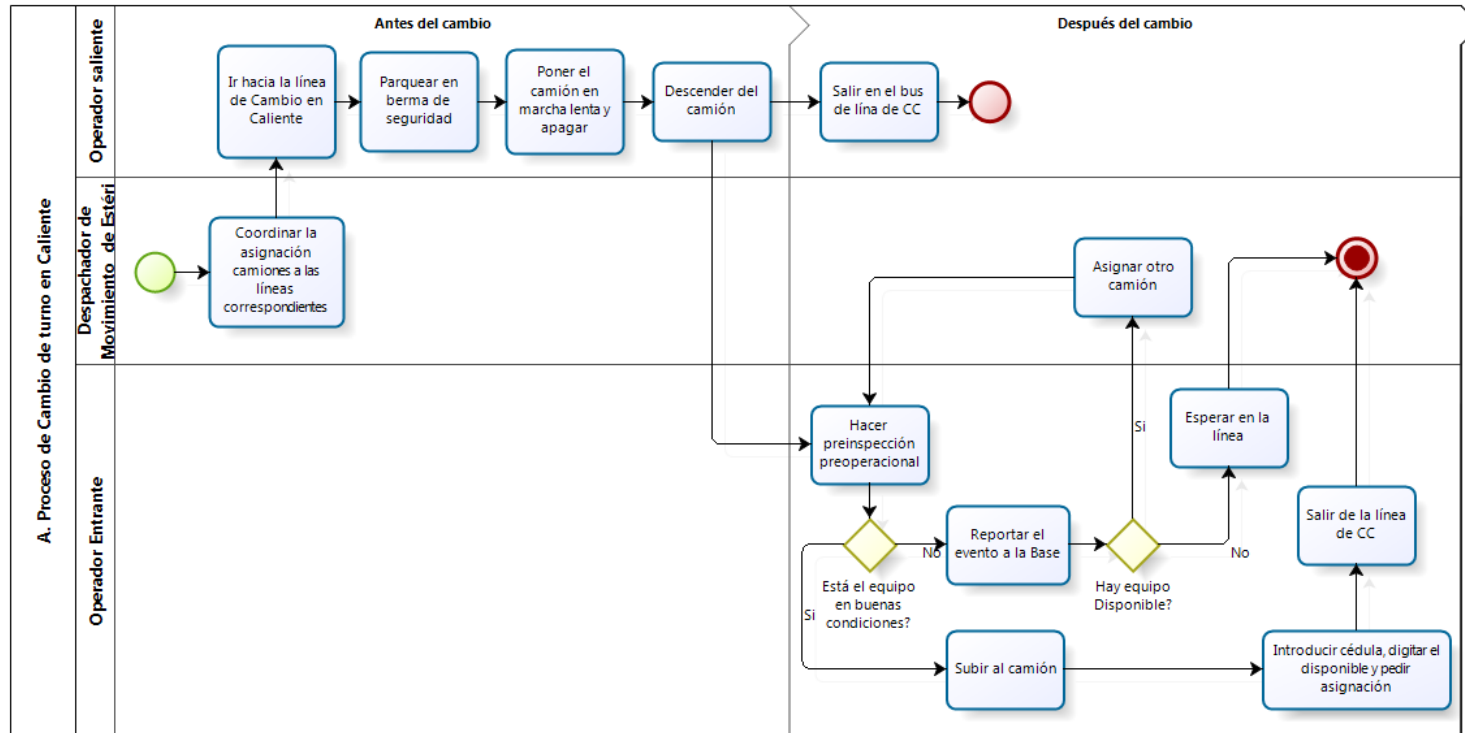 A. Proceso de Cambio de turno en Caliente
Antes del cambio
Después del cambio
Operador saliente
Ir hacia la línea
de Cambio en
Caliente
Parquear en
berma de
seguridad
Poner el
camión en
marcha lenta y
apagar
Descender del
camión
Salir en el bus
de lína de CC
Despachador de
Movimiento de Estéri
Coordinar la
asignación
camiones a las
líneas
correspondientes
Asignar otro
camión
Operador Entrante
Hacer
preinspección
preoperacional
Está el equipo
en buenas
condiciones?
No
Si
Reportar el
evento a la Base
Hay equipo
Disponible?
Si
No
Esperar en la
línea
Salir de la línea
de CC
Subir al camión
Introducir cédula, digitar el
disponible y pedir
asignación